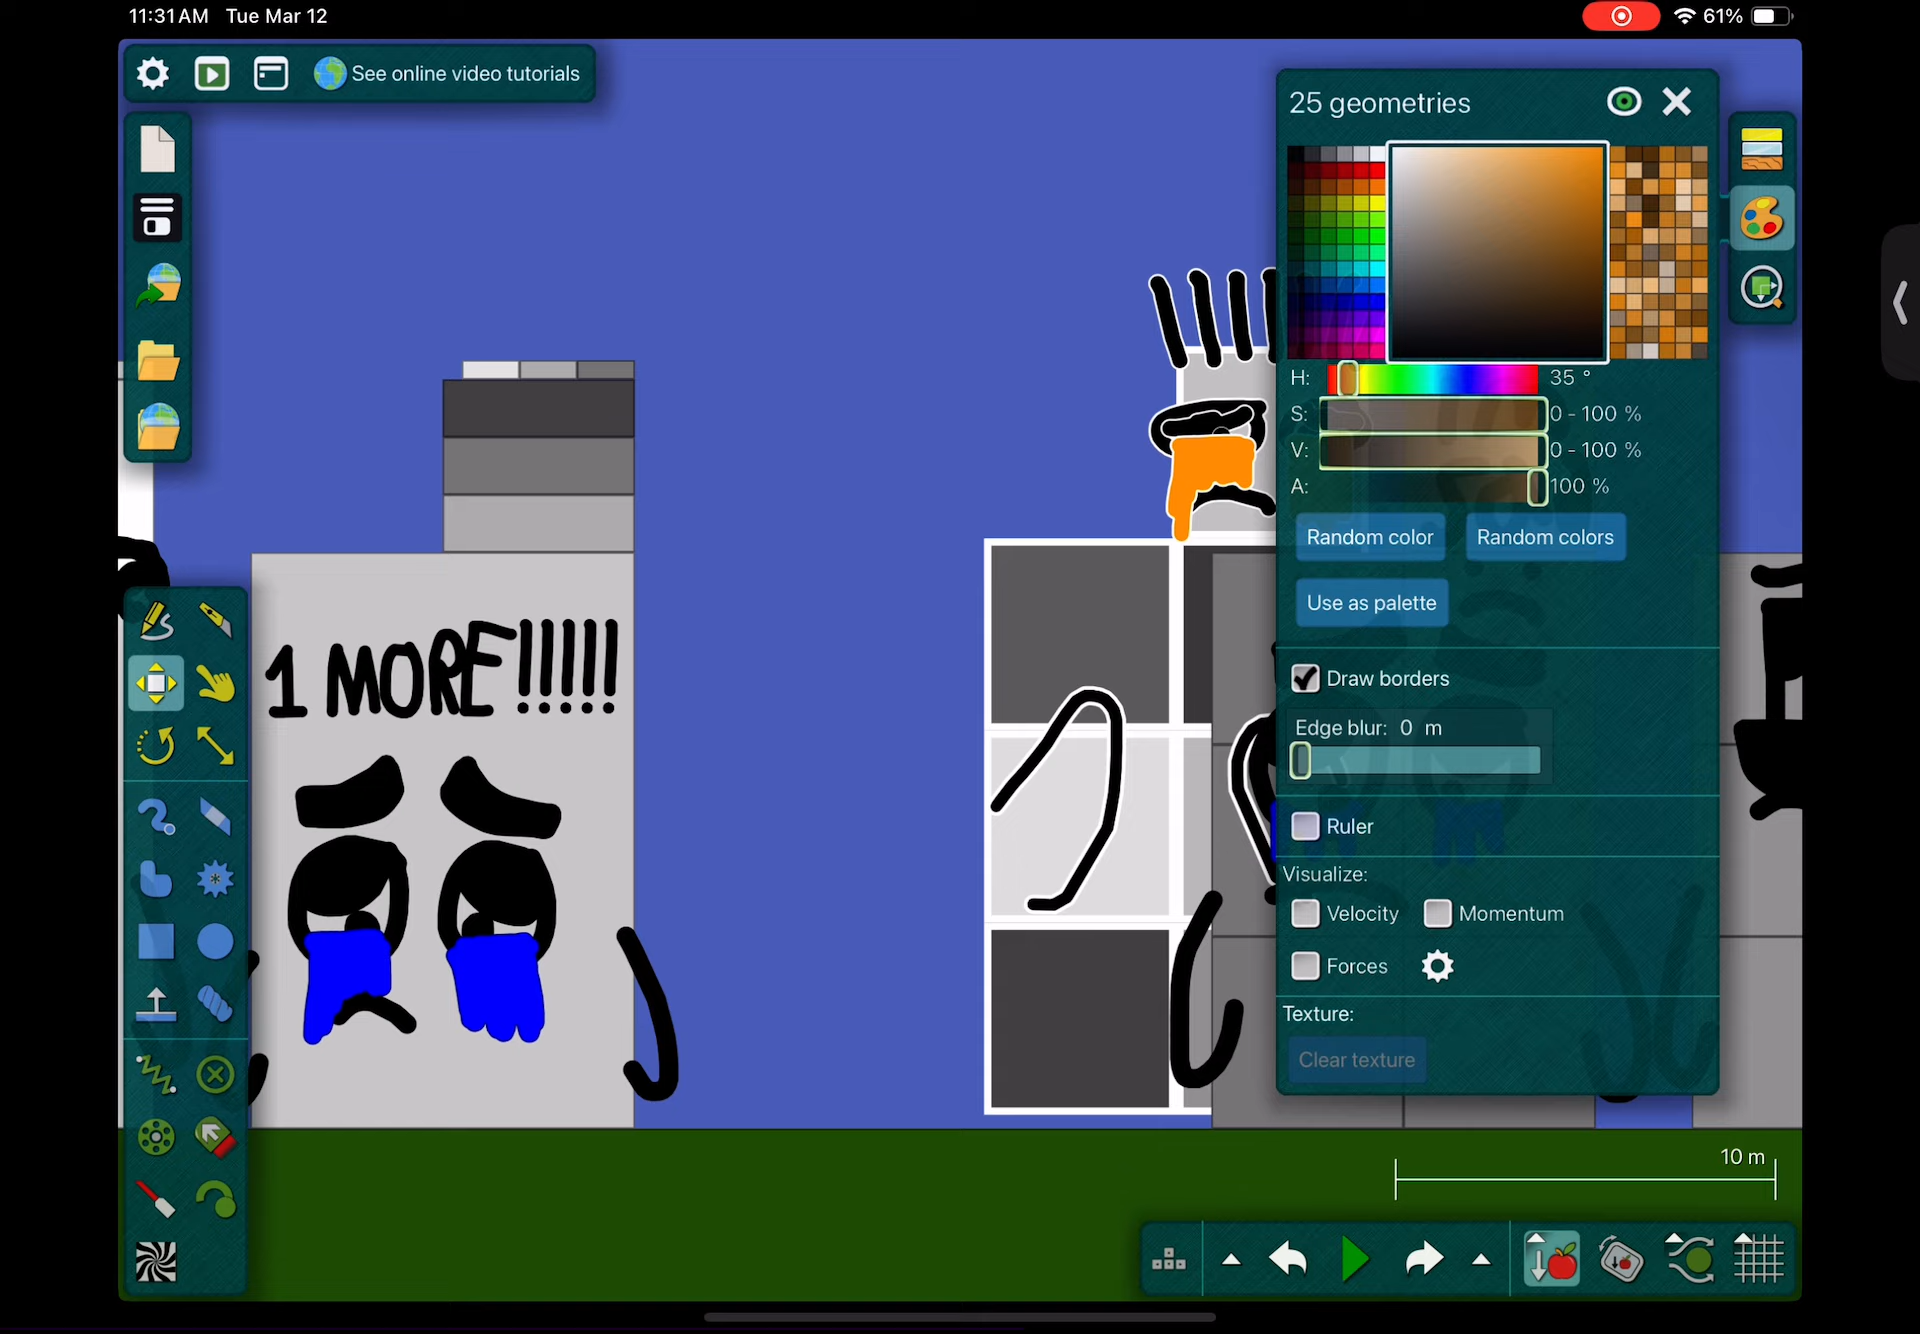 11:31 AM Tue Mar 12
61%
See online video tutorials
25 geometries
H: 35 °
S: 0 - 100 %
V: 0 - 100 %
A: 100 %
Random color Random colors
Use as palette
Draw borders
Edge blur: 0 m
Ruler
Visualize:
Velocity Momentum
Forces
Texture:
Clear texture
1 MORE!!!!!
10 m